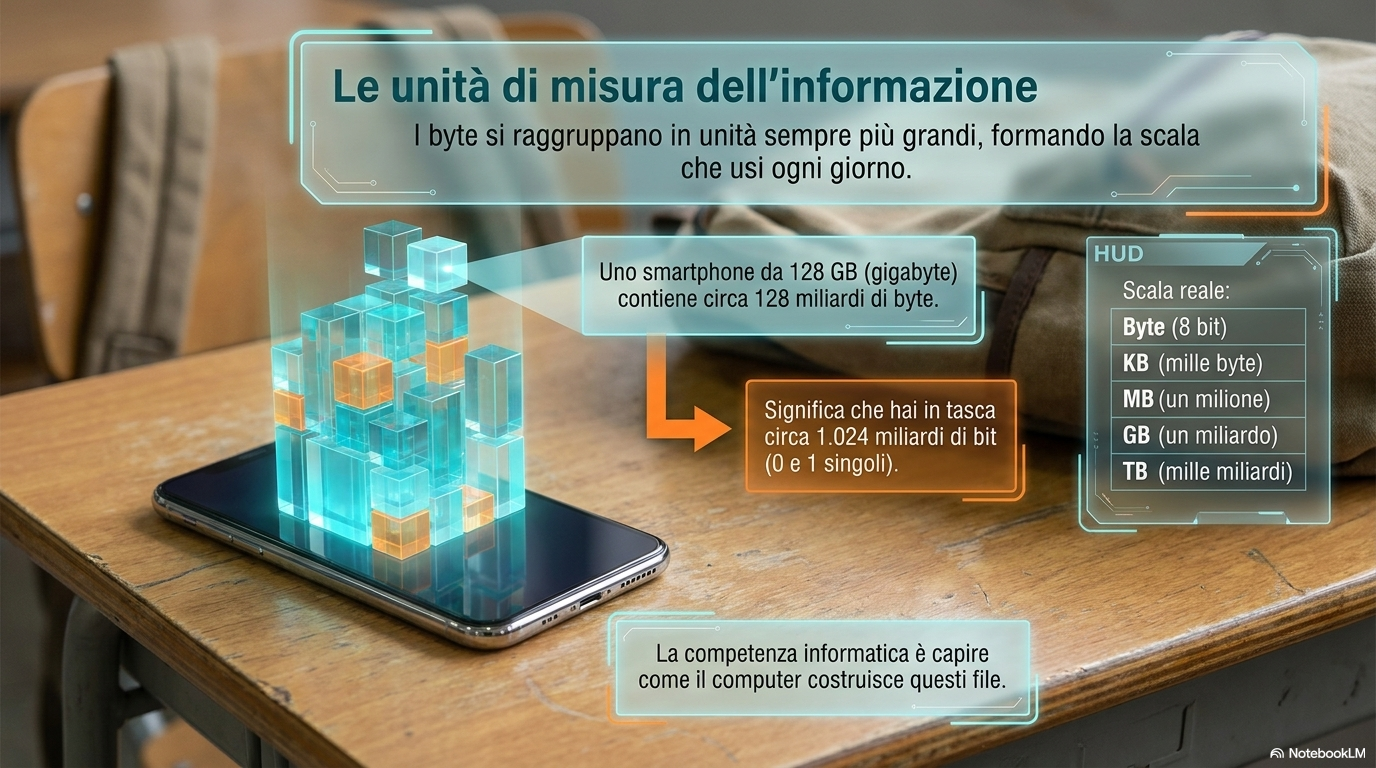 Le unità di misura dell'informazione
I byte si raggruppano in unità sempre più grandi, formando la scala
che usi ogni giorno.
Uno smartphone da 128 GB (gigabyte)
contiene circa 128 miliardi di byte.
Significa che hai in tasca
circa 1.024 miliardi di bit
(0 e 1 singoli).
HUD
Scala reale:
Byte (8 bit)
KB (mille byte)
MB (un milione)
GB (un miliardo)
TB (mille miliardi)
La competenza informatica è capire
come il computer costruisce questi file.
NotebookLM